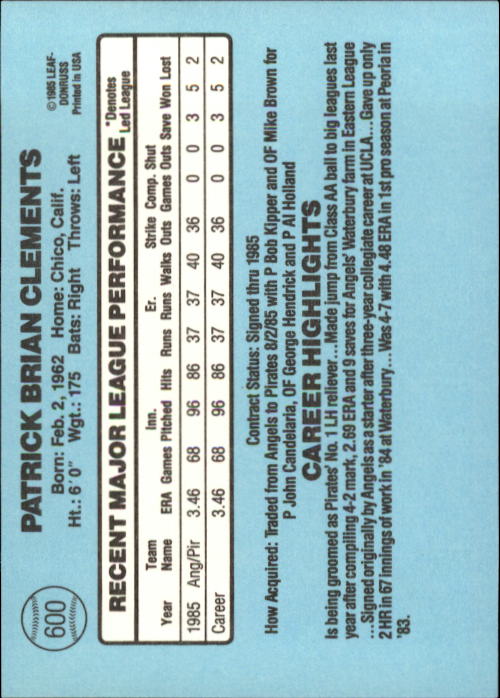 600
PATRICK BRIAN CLEMENTS
©1985 LEAF-
DONRUSS
Printed in USA
Born: Feb. 2, 1962 Home: Chico, Calif.
Ht.: 6'0" Wgt.: 175 Bats: Right Throws: Left
RECENT MAJOR LEAGUE PERFORMANCE *Denotes
Led League
Team Inn. Er. Strike Comp. Shut
Year Name ERA Games Pitched Hits Runs Runs Walks Outs Games Outs Save Won Lost
1985 Ang/Pir 3.46 68 96 86 37 37 40 36 0 0 3 5 2
Career 3.46 68 96 86 37 37 40 36 0 0 3 5 2
Contract Status: Signed thru 1985
How Acquired: Traded from Angels to Pirates 8/2/85 with P Bob Kipper and OF Mike Brown for
P John Candelaria, OF George Hendrick and P Al Holland
CAREER HIGHLIGHTS
Is being groomed as Pirates' No. 1 LH reliever...Made jump from Class AA ball to big leagues last
year after compiling 4-2 mark, 2.69 ERA and 9 saves for Angels' Waterbury farm in Eastern League
...Signed originally by Angels as a starter after three-year collegiate career at UCLA...Gave up only
2 HR in 67 innings of work in '84 at Waterbury...Was 4-7 with 4.48 ERA in 1st pro season at Peoria in
'83.